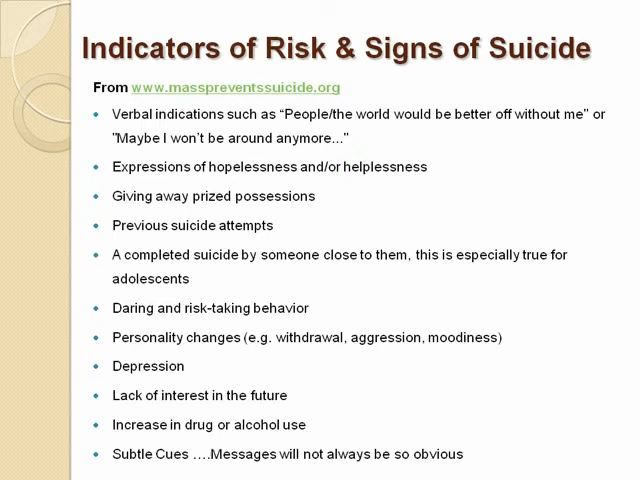 Indicators of Risk & Signs of Suicide
From www.masspreventssuicide.org
Verbal indications such as “People/the world would be better off without me" or
"Maybe I won’t be around anymore..."
Expressions of hopelessness and/or helplessness
Giving away prized possessions
Previous suicide attempts
A completed suicide by someone close to them, this is especially true for
adolescents
Daring and risk-taking behavior
Personality changes (e.g. withdrawal, aggression, moodiness)
Depression
Lack of interest in the future
Increase in drug or alcohol use
Subtle Cues ….Messages will not always be so obvious